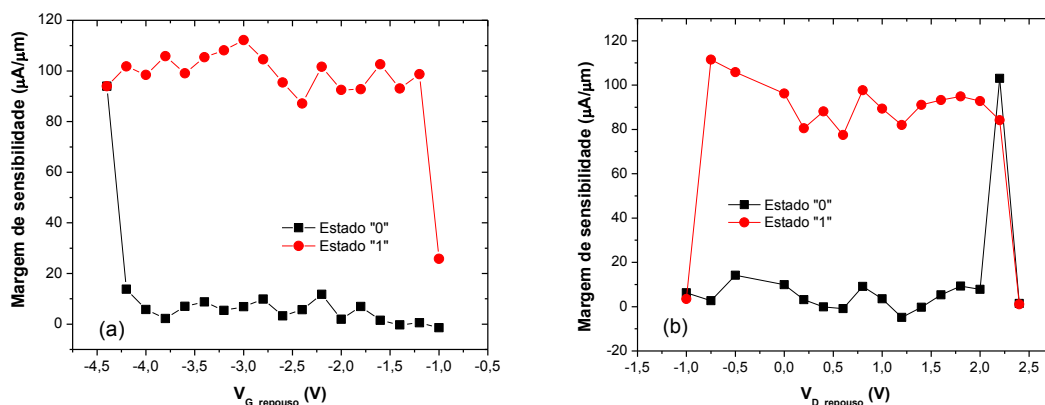 120
100
80
60
40
20
0
Margem de sensibilidade (μA/μm)
Estado "0"
Estado "1"
(a)
-4,5 -4,0 -3,5 -3,0 -2,5 -2,0 -1,5 -1,0 -0,5
V_G_repouso (V)
120
100
80
60
40
20
0
-20
Margem de sensibilidade (μA/μm)
Estado "0"
Estado "1"
(b)
-1,5 -1,0 -0,5 0,0 0,5 1,0 1,5 2,0 2,5
V_D_repouso (V)